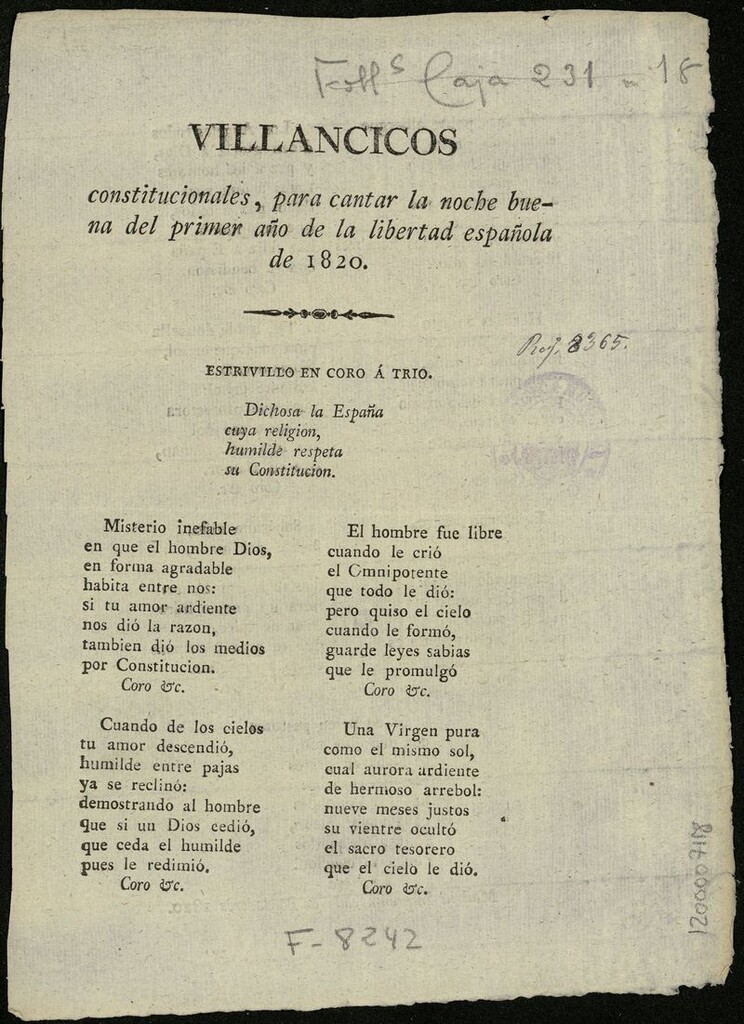 Foll.s Caja 231 - 18
VILLANCICOS
constitucionales, para cantar la noche bue-
na del primer año de la libertad española
de 1820.
Rej. 8365.
ESTRIVILLO EN CORO Á TRIO.
Dichosa la España
cuya religion,
humilde respeta
su Constitucion.
Misterio inefable
en que el hombre Dios,
en forma agradable
habita entre nos:
si tu amor ardiente
nos dió la razon,
tambien dió los medios
por Constitucion.
Coro &c.
Cuando de los cielos
tu amor descendió,
humilde entre pajas
ya se reclinó:
demostrando al hombre
que si un Dios cedió,
que ceda el humilde
pues le redimió.
Coro &c.
El hombre fue libre
cuando le crió
el Omnipotente
que todo le dió:
pero quiso el cielo
cuando le formó,
guarde leyes sabias
que le promulgó
Coro &c.
Una Virgen pura
como el mismo sol,
cual aurora ardiente
de hermoso arrebol:
nueve meses justos
su vientre ocultó
el sacro tesorero
que el cielo le dió.
Coro &c.
F-8242